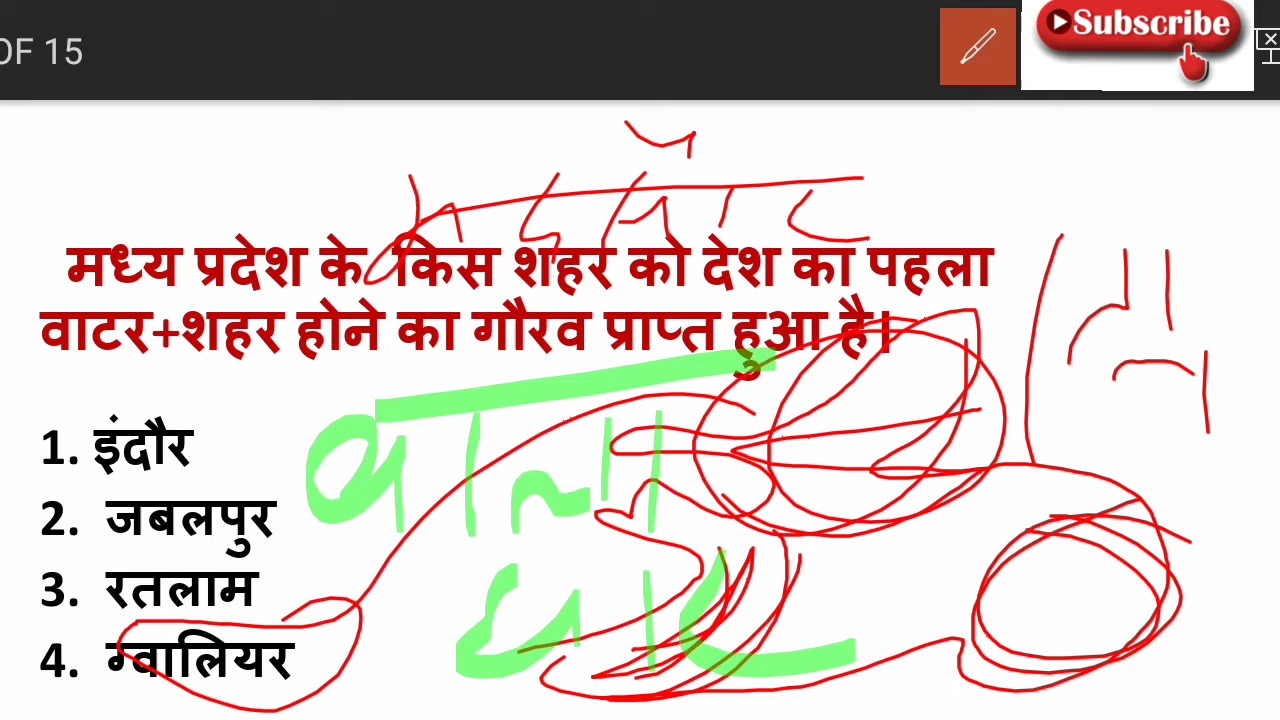 OF 15
Subscribe
मध्य प्रदेश के किस शहर को देश का पहला
वाटर+शहर होने का गौरव प्राप्त हुआ है।
1. इंदौर
2. जबलपुर
3. रतलाम
4. ग्वालियर